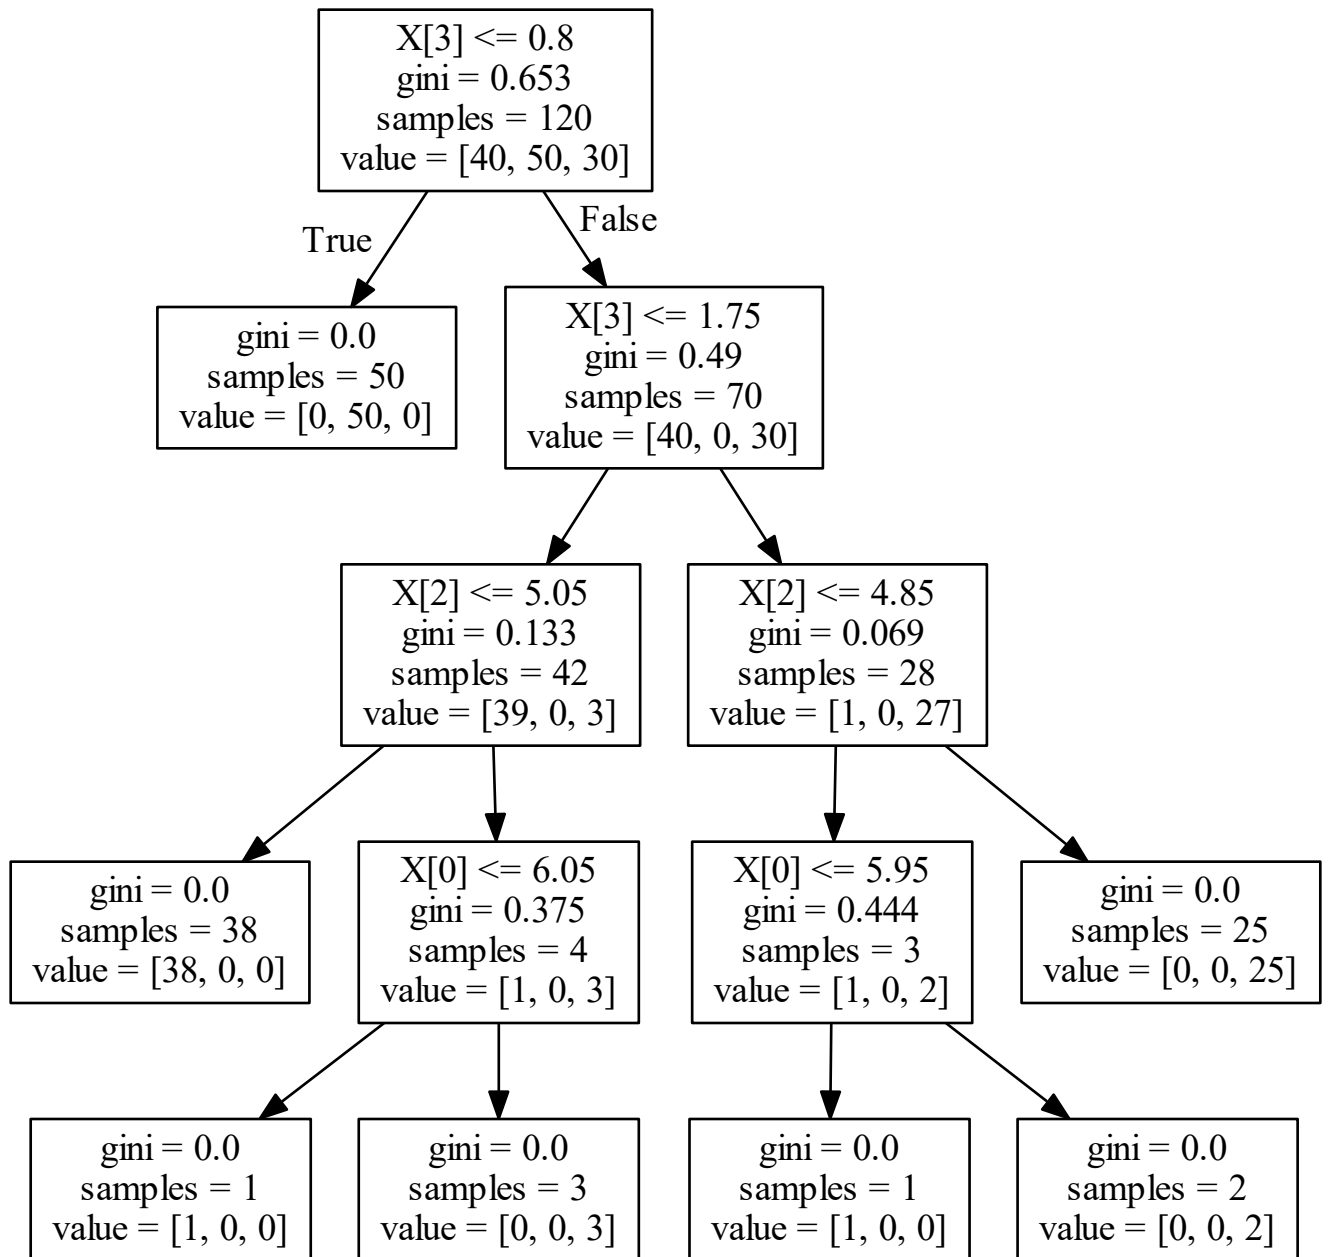 X[3] <= 0.8
gini = 0.653
samples = 120
value = [40, 50, 30]
True
False
gini = 0.0
samples = 50
value = [0, 50, 0]
X[3] <= 1.75
gini = 0.49
samples = 70
value = [40, 0, 30]
X[2] <= 5.05
gini = 0.133
samples = 42
value = [39, 0, 3]
X[2] <= 4.85
gini = 0.069
samples = 28
value = [1, 0, 27]
gini = 0.0
samples = 38
value = [38, 0, 0]
X[0] <= 6.05
gini = 0.375
samples = 4
value = [1, 0, 3]
X[0] <= 5.95
gini = 0.444
samples = 3
value = [1, 0, 2]
gini = 0.0
samples = 25
value = [0, 0, 25]
gini = 0.0
samples = 1
value = [1, 0, 0]
gini = 0.0
samples = 3
value = [0, 0, 3]
gini = 0.0
samples = 1
value = [1, 0, 0]
gini = 0.0
samples = 2
value = [0, 0, 2]